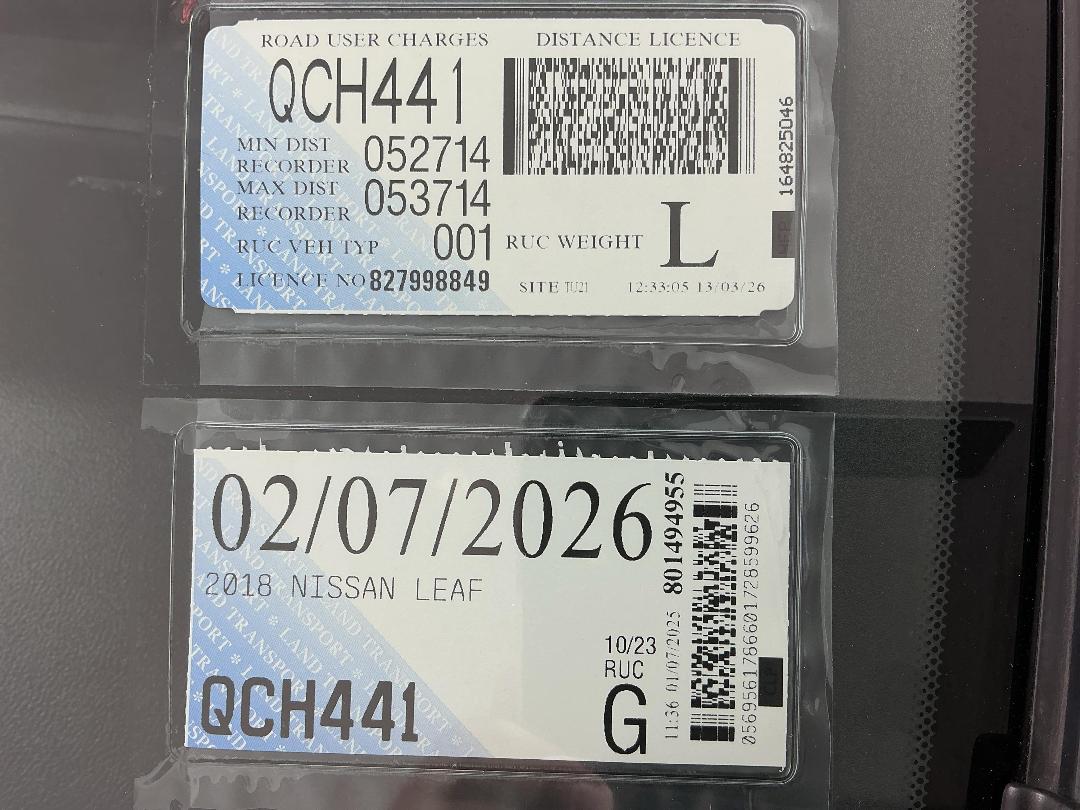 ROAD USER CHARGES DISTANCE LICENCE
QCH441
MIN DIST
RECORDER 052714
MAX DIST
RECORDER 053714
RUC VEH TYP 001
RUC WEIGHT L
LICENCE NO 827998849
SITE TU21 12:33:05 13/03/26
164825046
02/07/2026
2018 NISSAN LEAF
10/23
RUC
G
QCH441
11:36 01/07/2025 801494955